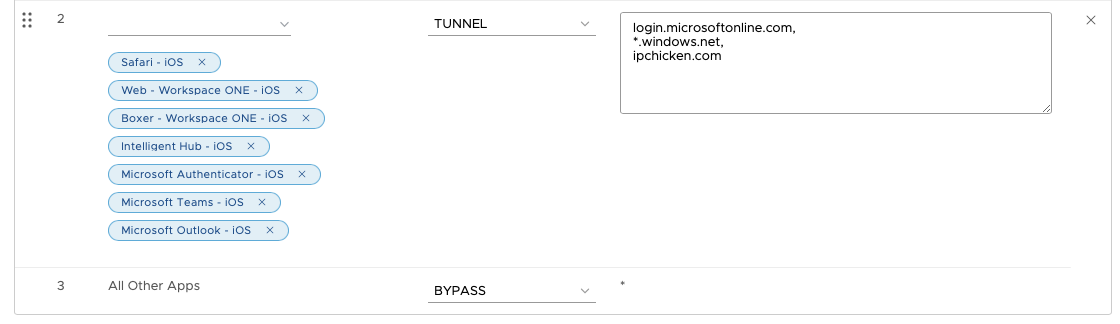 2
TUNNEL
login.microsoftonline.com,
*.windows.net,
ipchicken.com
Safari - iOS
Web - Workspace ONE - iOS
Boxer - Workspace ONE - iOS
Intelligent Hub - iOS
Microsoft Authenticator - iOS
Microsoft Teams - iOS
Microsoft Outlook - iOS
3 All Other Apps BYPASS *